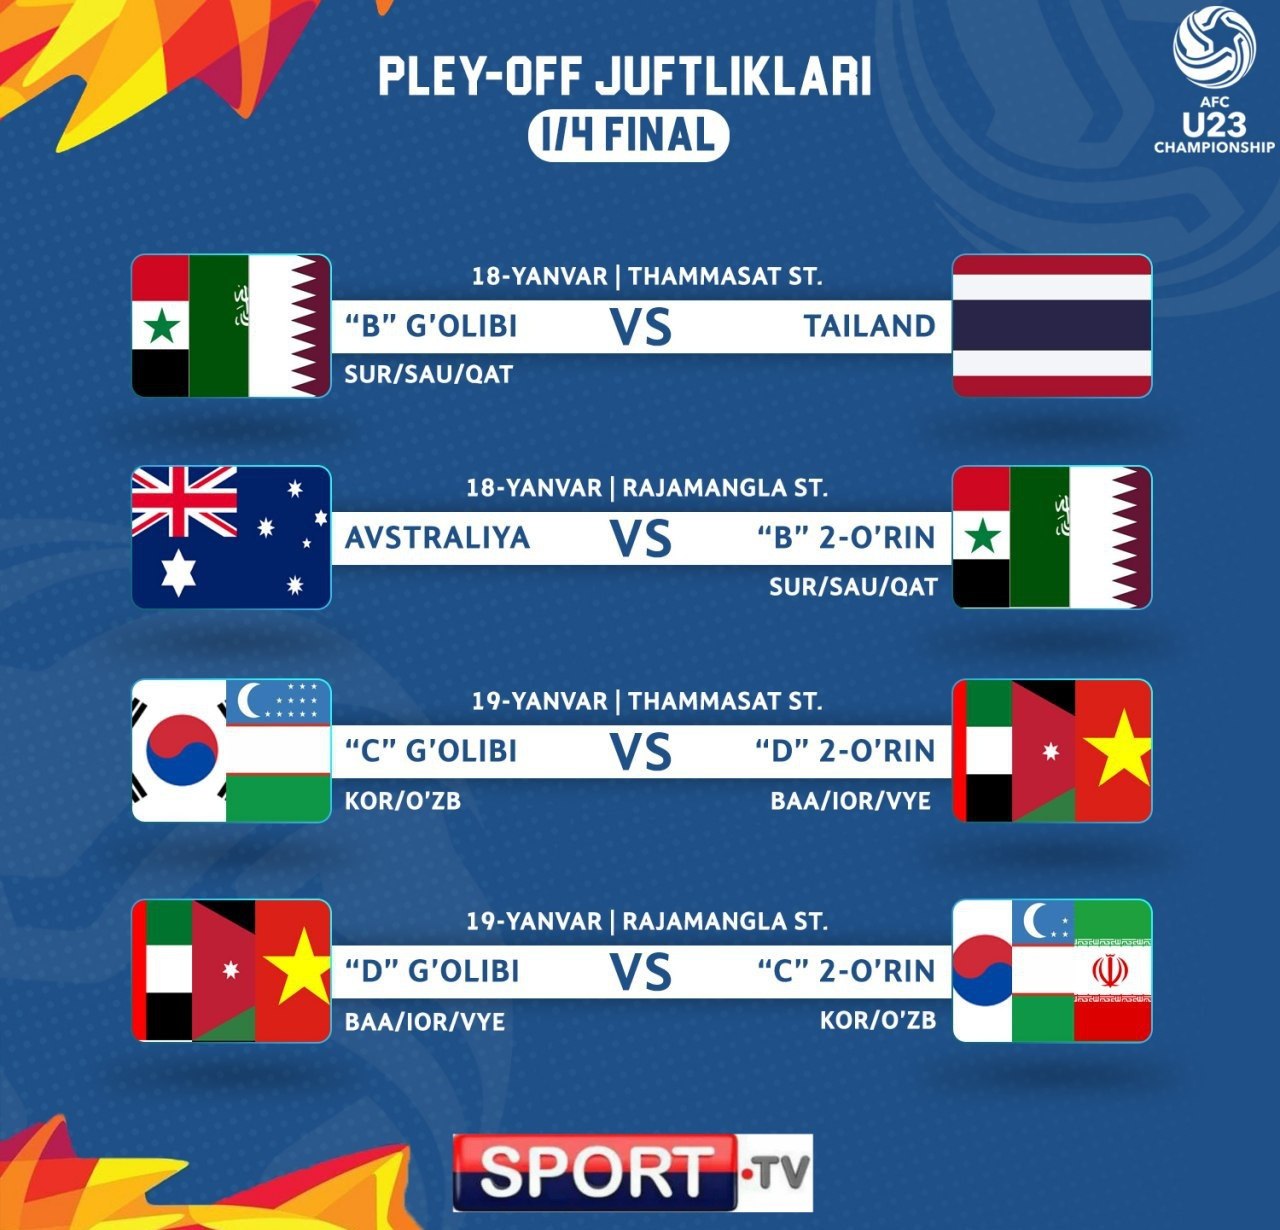 PLEY-OFF JUFTLIKLARI
1/4 FINAL
AFC
U23
CHAMPIONSHIP
18-YANVAR | THAMMASAT ST.
“B” G’OLIBI VS TAILAND
SUR/SAU/QAT
18-YANVAR | RAJAMANGLA ST.
AVSTRALIYA VS “B” 2-O’RIN
SUR/SAU/QAT
19-YANVAR | THAMMASAT ST.
“C” G’OLIBI VS “D” 2-O’RIN
KOR/O’ZB BAA/IOR/VYE
19-YANVAR | RAJAMANGLA ST.
“D” G’OLIBI VS “C” 2-O’RIN
BAA/IOR/VYE KOR/O’ZB
SPORT.TV